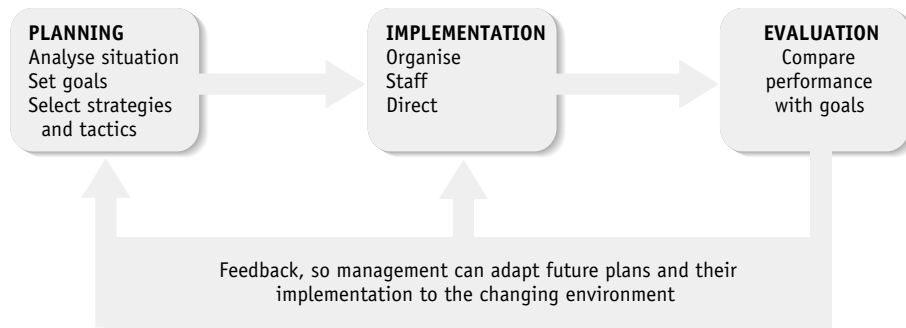 PLANNING
Analyse situation
Set goals
Select strategies
and tactics
IMPLEMENTATION
Organise
Staff
Direct
EVALUATION
Compare
performance
with goals
Feedback, so management can adapt future plans and their
implementation to the changing environment